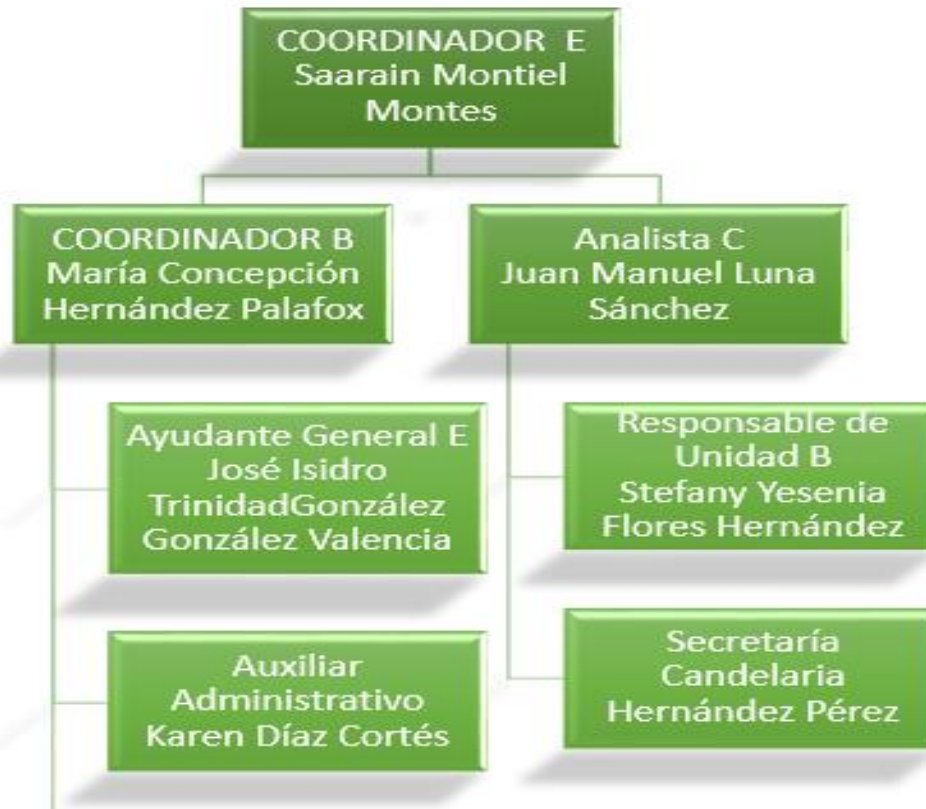 COORDINADOR E
Saarain Montiel
Montes
COORDINADOR B
María Concepción
Hernández Palafox
Analista C
Juan Manuel Luna
Sánchez
Ayudante General E
José Isidro
TrinidadGonzález
González Valencia
Responsable de
Unidad B
Stefany Yesenia
Flores Hernández
Auxiliar
Administrativo
Karen Díaz Cortés
Secretaría
Candelaria
Hernández Pérez